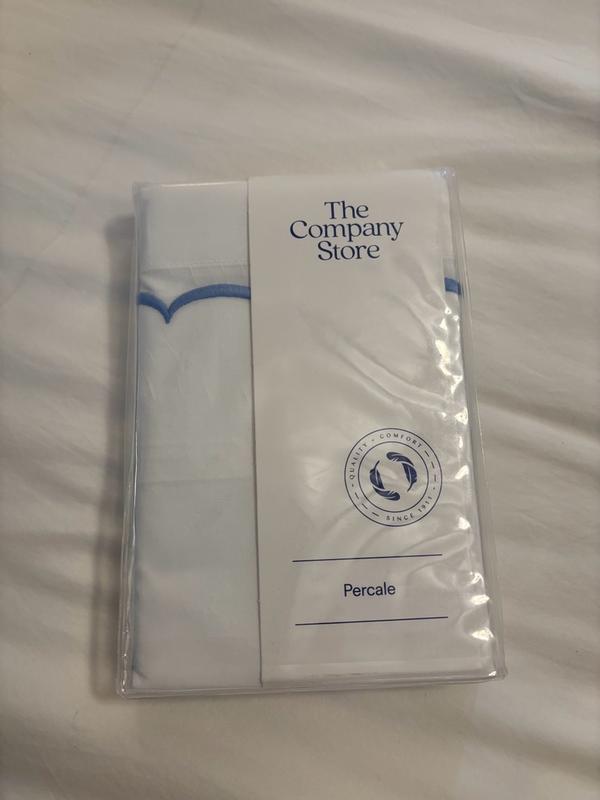 The
Company
Store
QUALITY - COMFORT
SINCE 1911
Percale